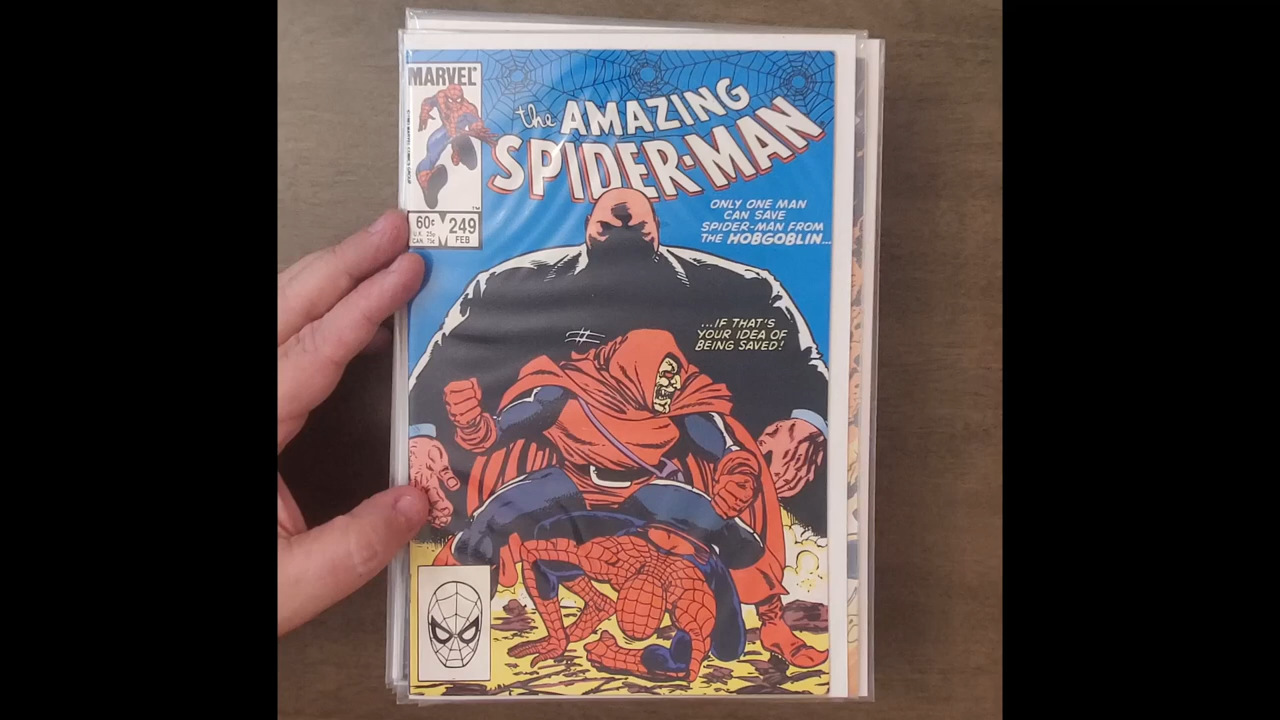 MARVEL®
the AMAZING
SPIDER-MAN
60¢
249
FEB
ONLY ONE MAN
CAN SAVE
SPIDER-MAN FROM
THE HOBGOBLIN...
...IF THAT'S
YOUR IDEA OF
BEING SAVED!